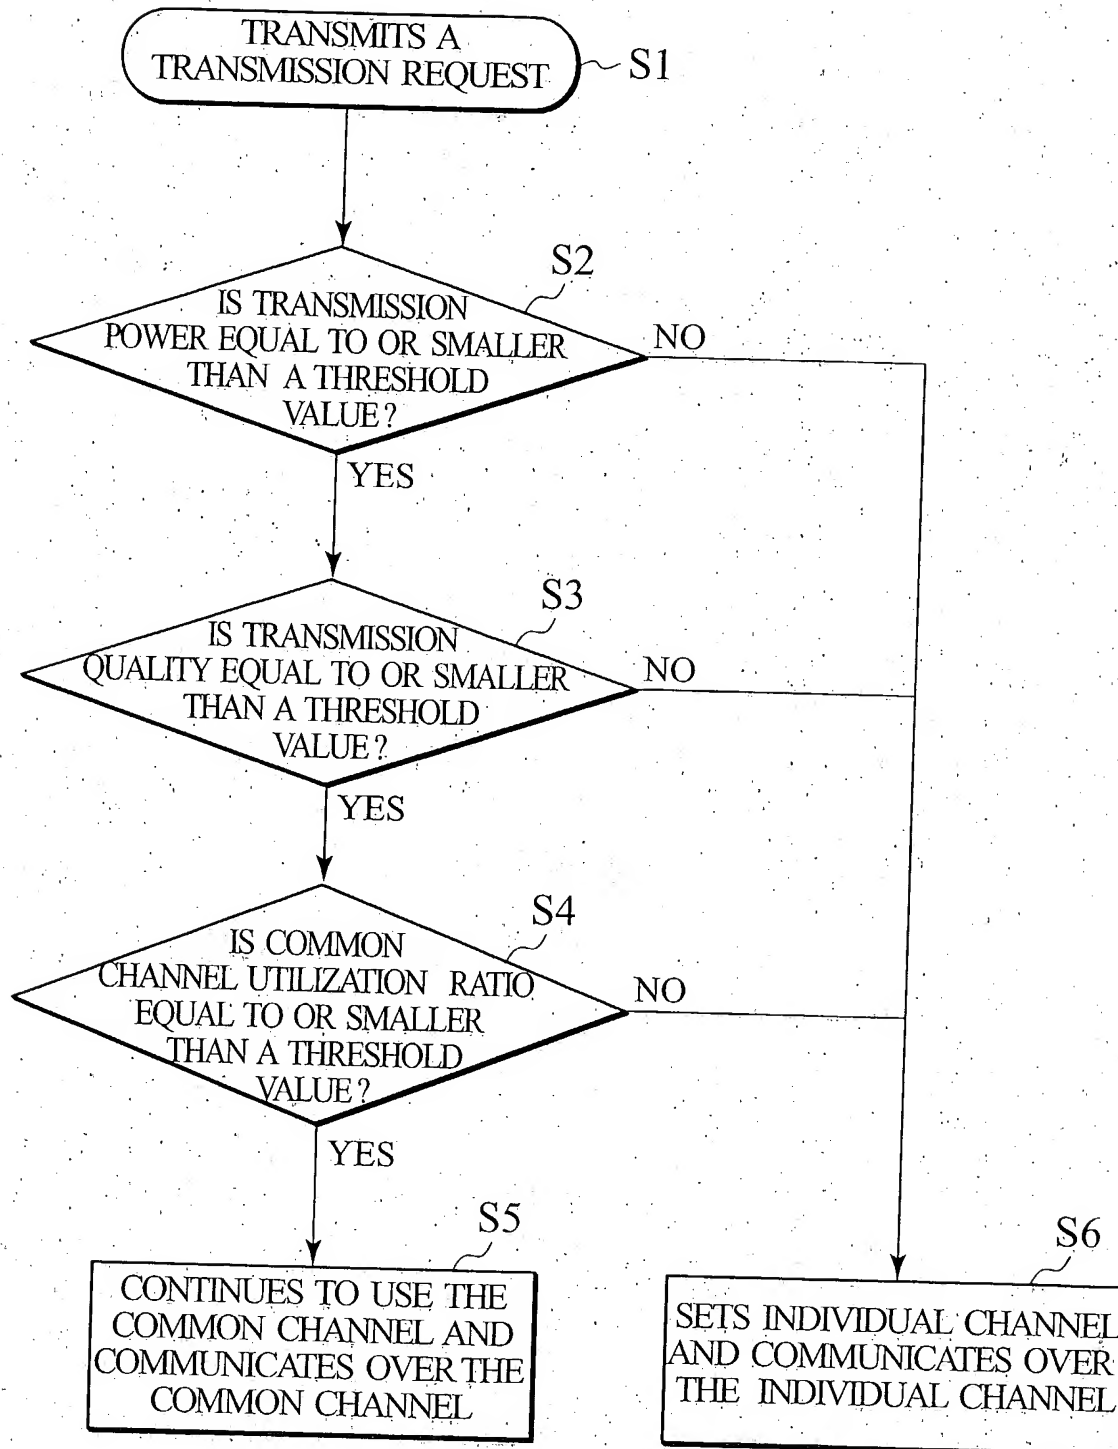 TRANSMITS A
TRANSMISSION REQUEST
S1
S2
IS TRANSMISSION
POWER EQUAL TO OR SMALLER
THAN A THRESHOLD
VALUE?
NO
YES
S3
IS TRANSMISSION
QUALITY EQUAL TO OR SMALLER
THAN A THRESHOLD
VALUE?
NO
YES
S4
IS COMMON
CHANNEL UTILIZATION RATIO
EQUAL TO OR SMALLER
THAN A THRESHOLD
VALUE?
NO
YES
S5
CONTINUES TO USE THE
COMMON CHANNEL AND
COMMUNICATES OVER THE
COMMON CHANNEL
S6
SETS INDIVIDUAL CHANNEL
AND COMMUNICATES OVER
THE INDIVIDUAL CHANNEL